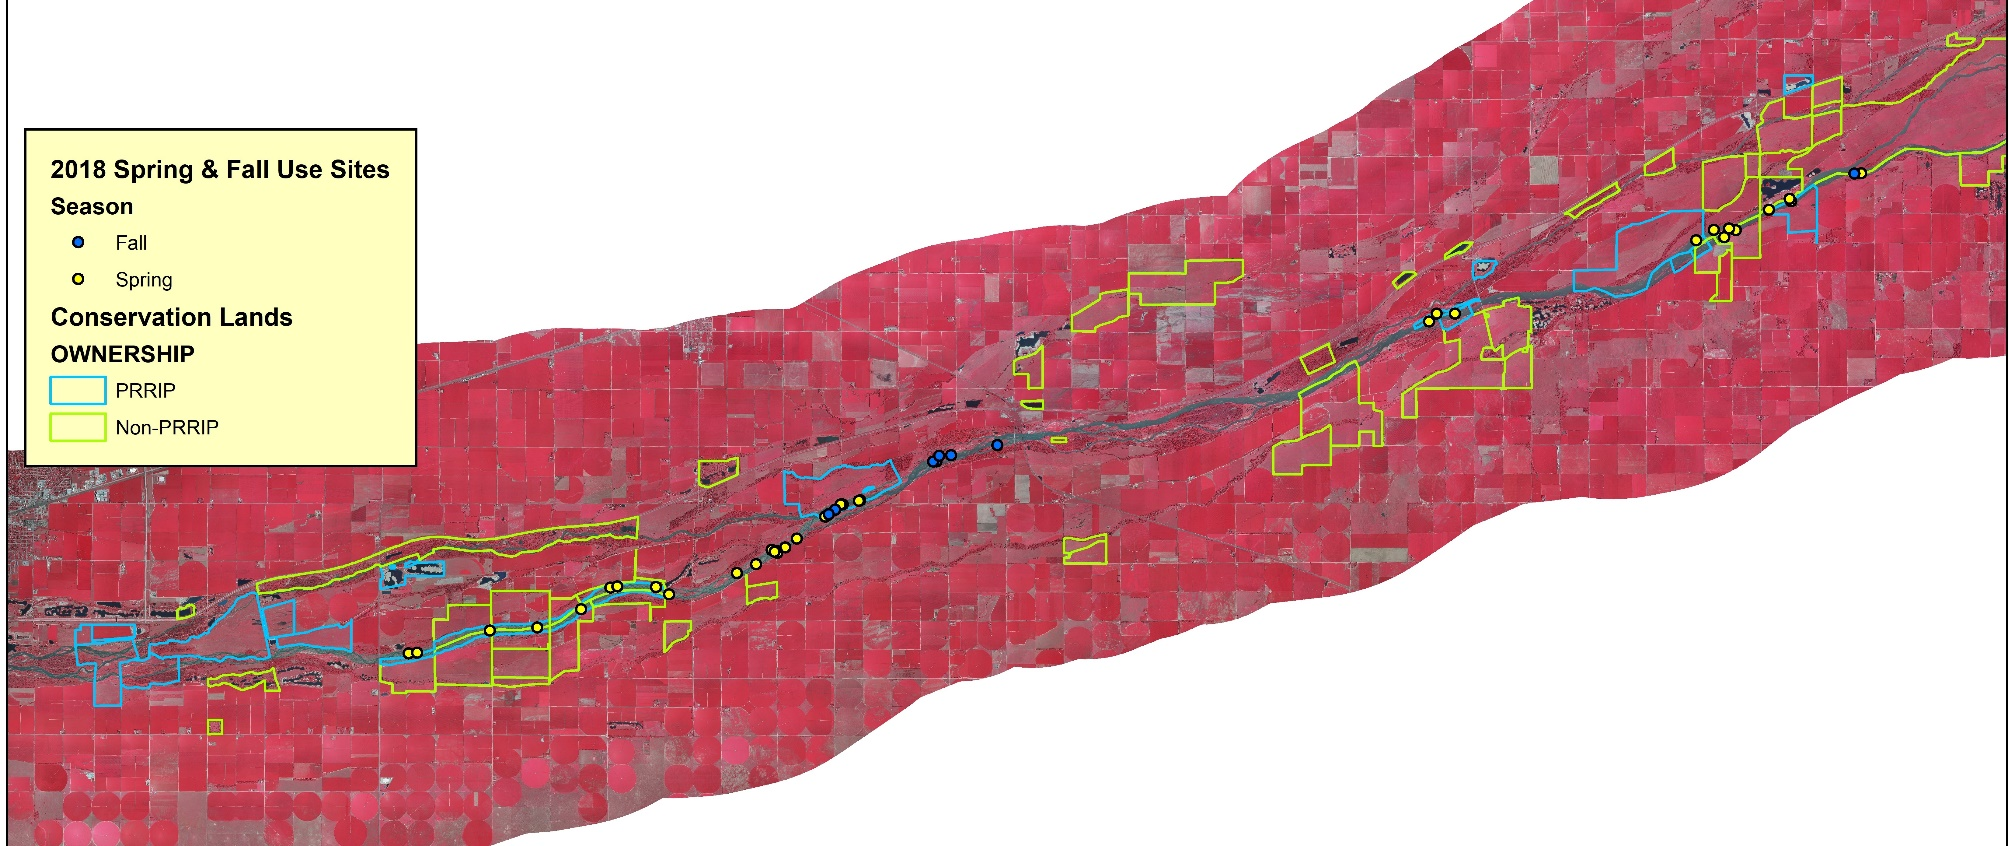 2018 Spring & Fall Use Sites
Season
Fall
Spring
Conservation Lands
OWNERSHIP
PRRIP
Non-PRRIP